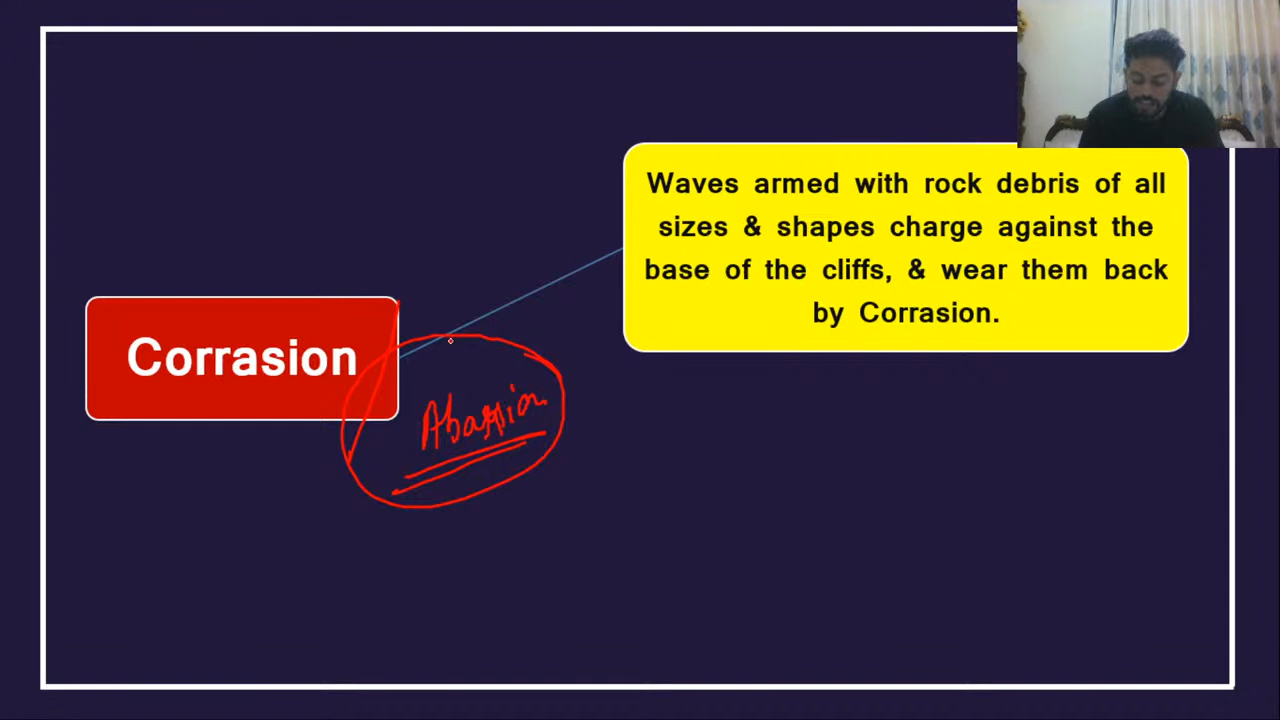 Corrasion
Waves armed with rock debris of all
sizes & shapes charge against the
base of the cliffs, & wear them back
by Corrasion.